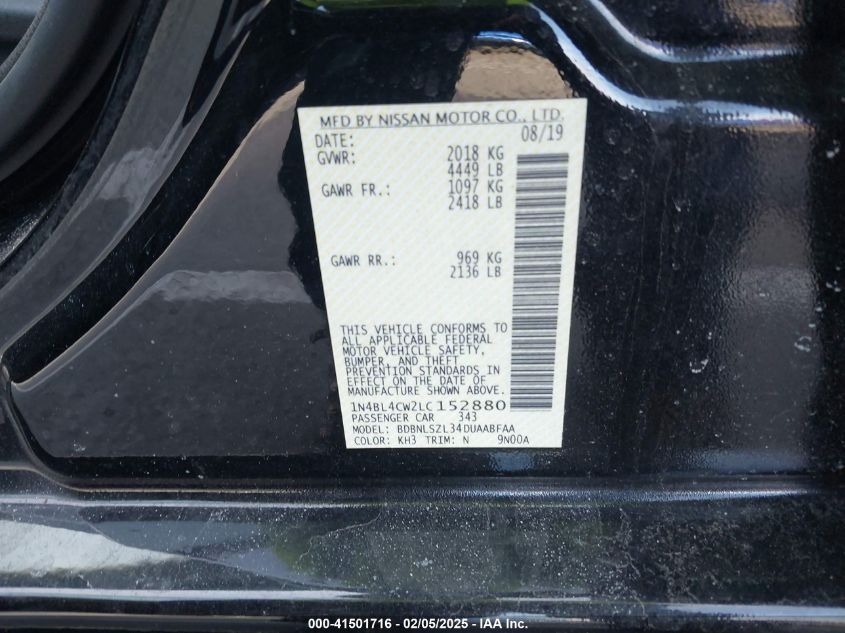 MFD BY NISSAN MOTOR CO., LTD.
DATE: 08/19
GVWR: 2018 KG
4449 LB
GAWR FR.: 1097 KG
2418 LB
GAWR RR.: 969 KG
2136 LB
THIS VEHICLE CONFORMS TO
ALL APPLICABLE FEDERAL
MOTOR VEHICLE SAFETY,
BUMPER, AND THEFT
PREVENTION STANDARDS IN
EFFECT ON THE DATE OF
MANUFACTURE SHOWN ABOVE.
1N4BL4CW2LC152880
PASSENGER CAR 343
MODEL: BDBNLSZL34DUAABFAA
COLOR: KH3 TRIM: N 9N00A
000-41501716 - 02/05/2025 - IAA Inc.